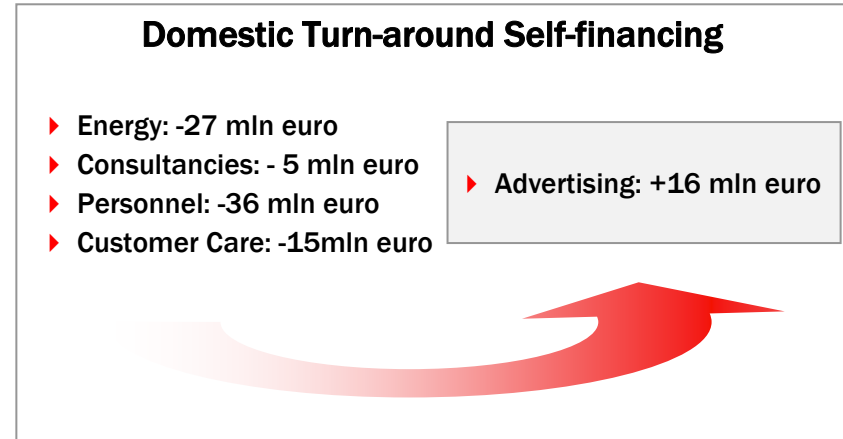 Domestic Turn-around Self-financing
Energy: -27 mln euro
Consultancies: - 5 mln euro
Personnel: -36 mln euro
Customer Care: -15mln euro
Advertising: +16 mln euro